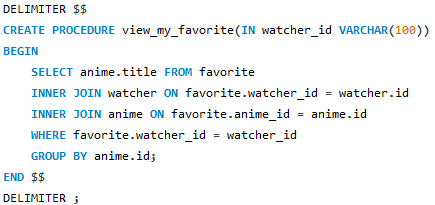 DELIMITER $$
CREATE PROCEDURE view_my_favorite(IN watcher_id VARCHAR(100))
BEGIN
    SELECT anime.title FROM favorite
    INNER JOIN watcher ON favorite.watcher_id = watcher.id
    INNER JOIN anime ON favorite.anime_id = anime.id
    WHERE favorite.watcher_id = watcher_id
    GROUP BY anime.id;
END $$
DELIMITER ;